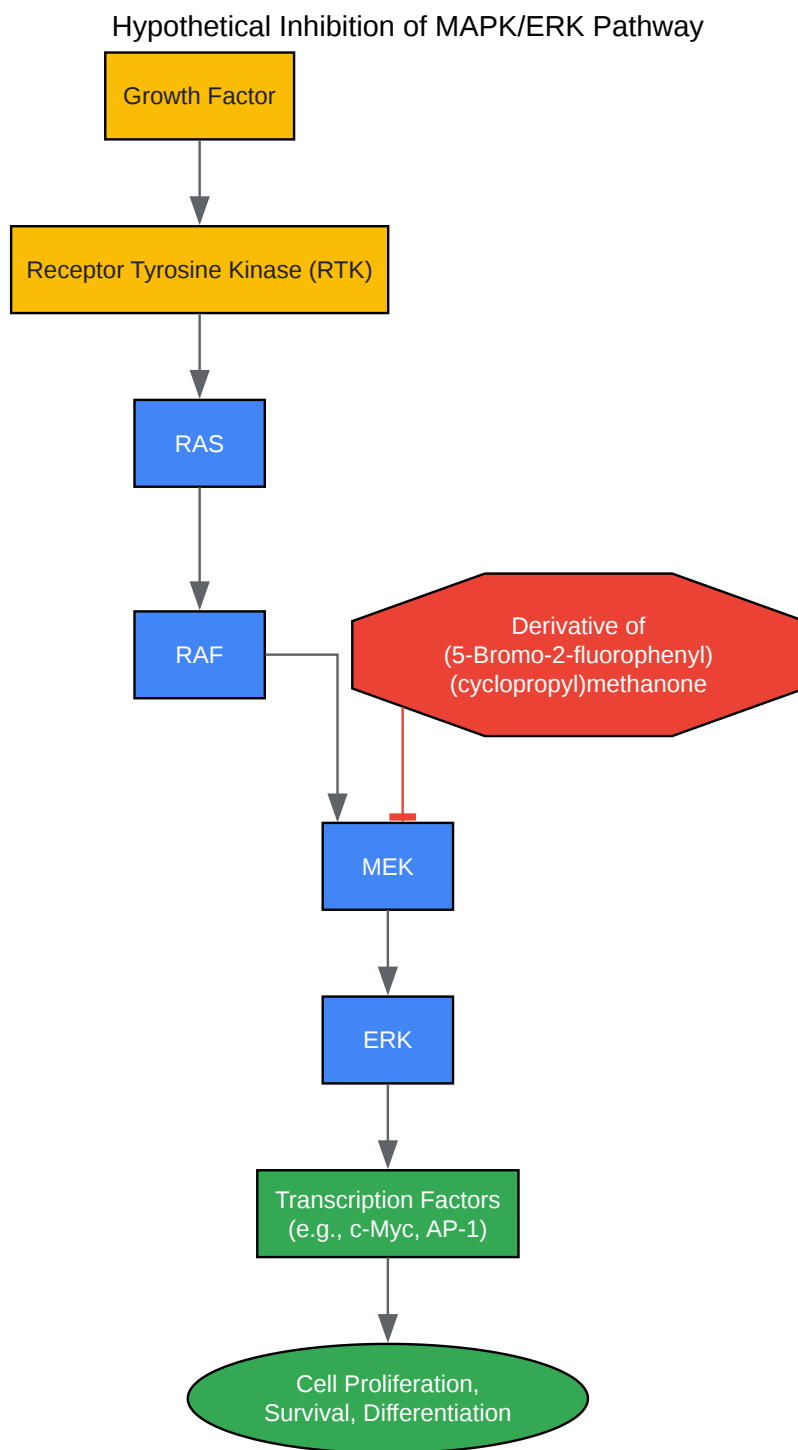 Hypothetical Inhibition of MAPK/ERK Pathway
Growth Factor
Receptor Tyrosine Kinase (RTK)
RAS
RAF
Derivative of
(5-Bromo-2-fluorophenyl)
(cyclopropyl)methanone
MEK
ERK
Transcription Factors
(e.g., c-Myc, AP-1)
Cell Proliferation,
Survival, Differentiation